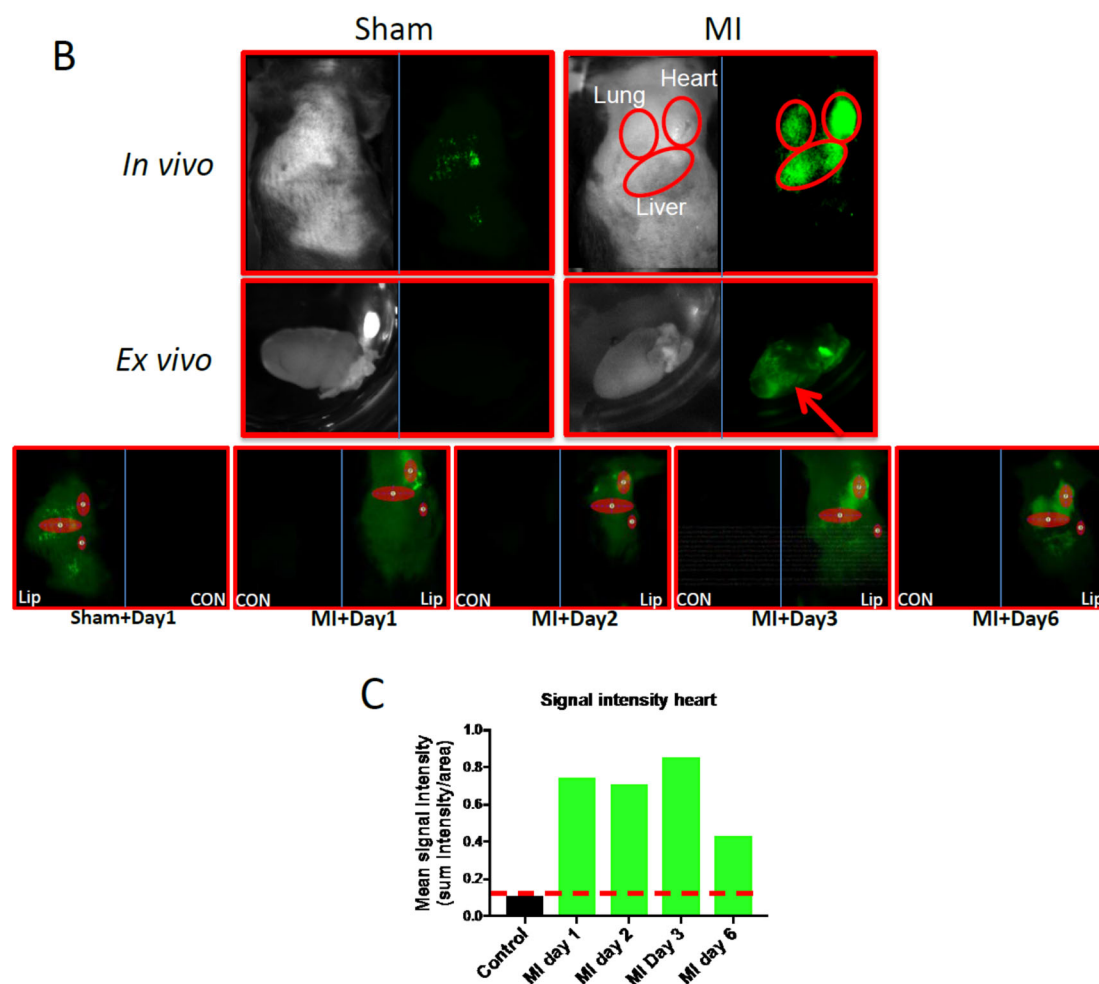 B
Sham
MI
In vivo
Lung
Heart
Liver
Ex vivo
Lip
CON
CON
Lip
CON
Lip
CON
Lip
CON
Lip
Sham+Day1
MI+Day1
MI+Day2
MI+Day3
MI+Day6
C
Signal intensity heart
Mean signal Intensity
(sum Intensity/area)
1.0
0.8
0.6
0.4
0.2
0.0
Control
MI day 1
MI day 2
MI Day 3
MI day 6